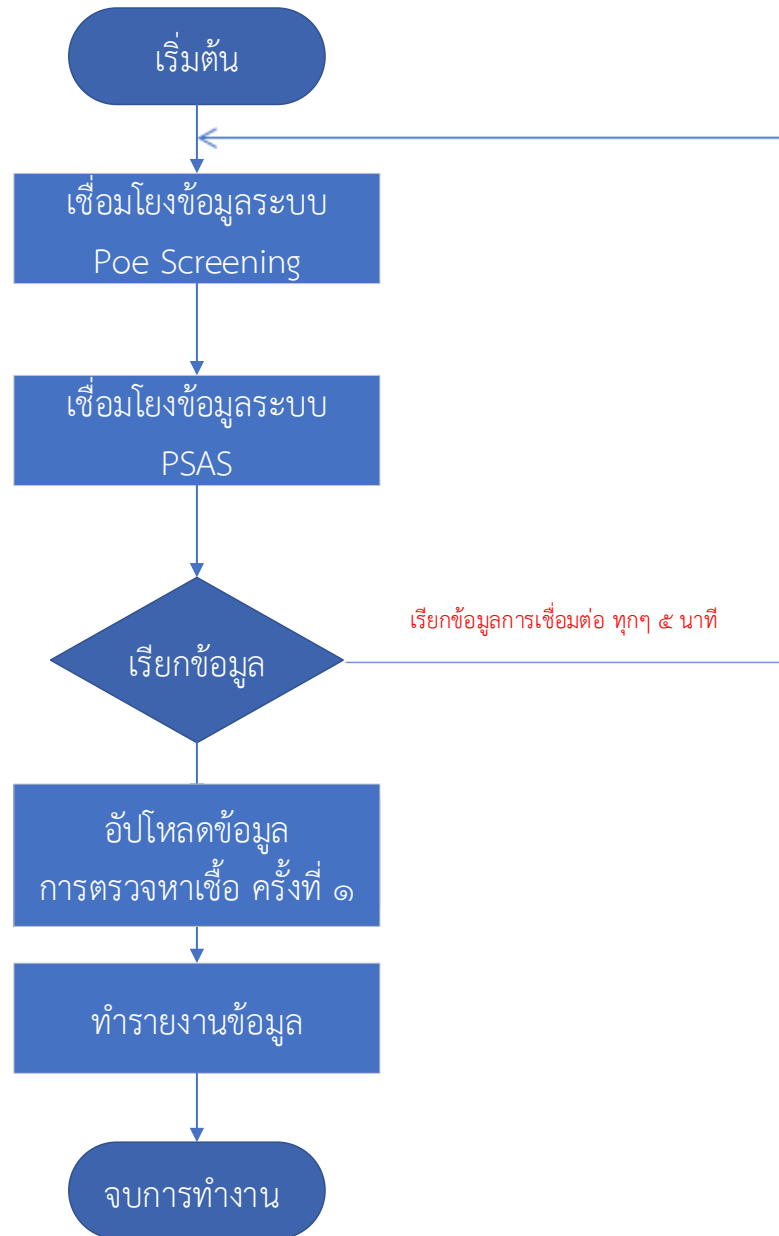 เริ่มต้น
เชื่อมโยงข้อมูลระบบ
Poe Screening
เชื่อมโยงข้อมูลระบบ
PSAS
เรียกข้อมูลการเชื่อมต่อ ทุกๆ ๕ นาที
เรียกข้อมูล
อัปโหลดข้อมูล
การตรวจหาเชื้อ ครั้งที่ ๑
ทำรายงานข้อมูล
จบการทำงาน